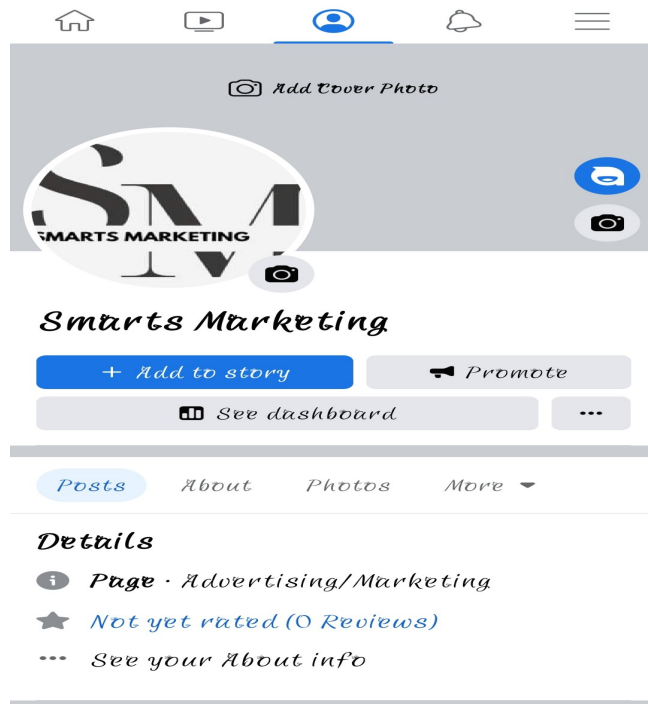 Add Cover Photo
SM
SMARTS MARKETING
Smarts Marketing
+ Add to story
Promote
See dashboard
Posts About Photos More
Details
Page · Advertising/Marketing
Not yet rated (0 Reviews)
See your About info